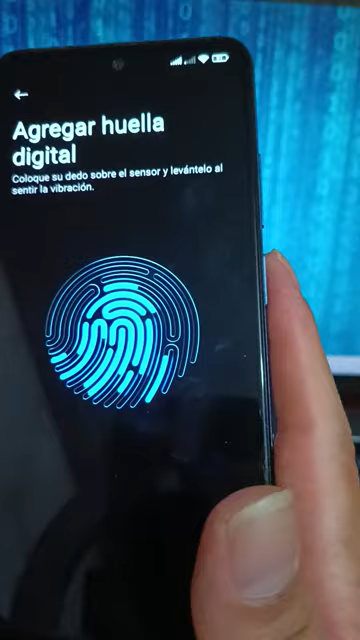 Agregar huella
digital
Coloque su dedo sobre el sensor y levántelo al
sentir la vibración.